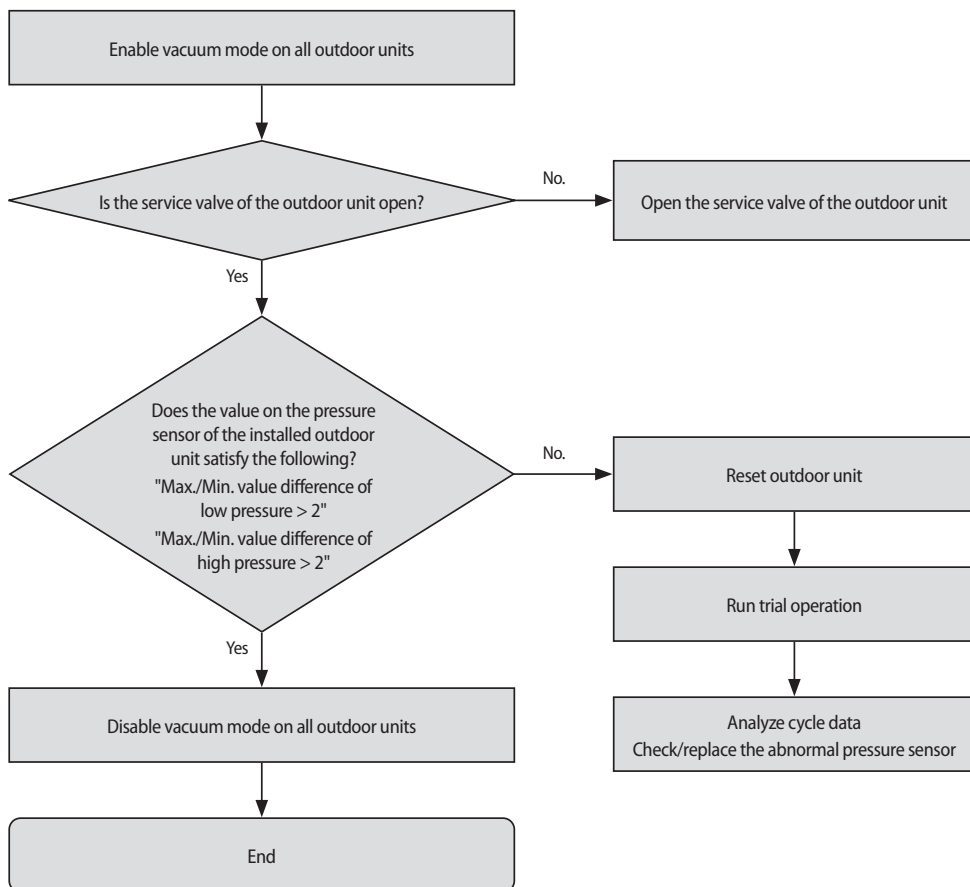 Enable vacuum mode on all outdoor units
Is the service valve of the outdoor unit open?
No.
Open the service valve of the outdoor unit
Yes
Does the value on the pressure
sensor of the installed outdoor
unit satisfy the following?
"Max./Min. value difference of
low pressure > 2"
"Max./Min. value difference of
high pressure > 2"
No.
Reset outdoor unit
Run trial operation
Analyze cycle data
Check/replace the abnormal pressure sensor
Yes
Disable vacuum mode on all outdoor units
End